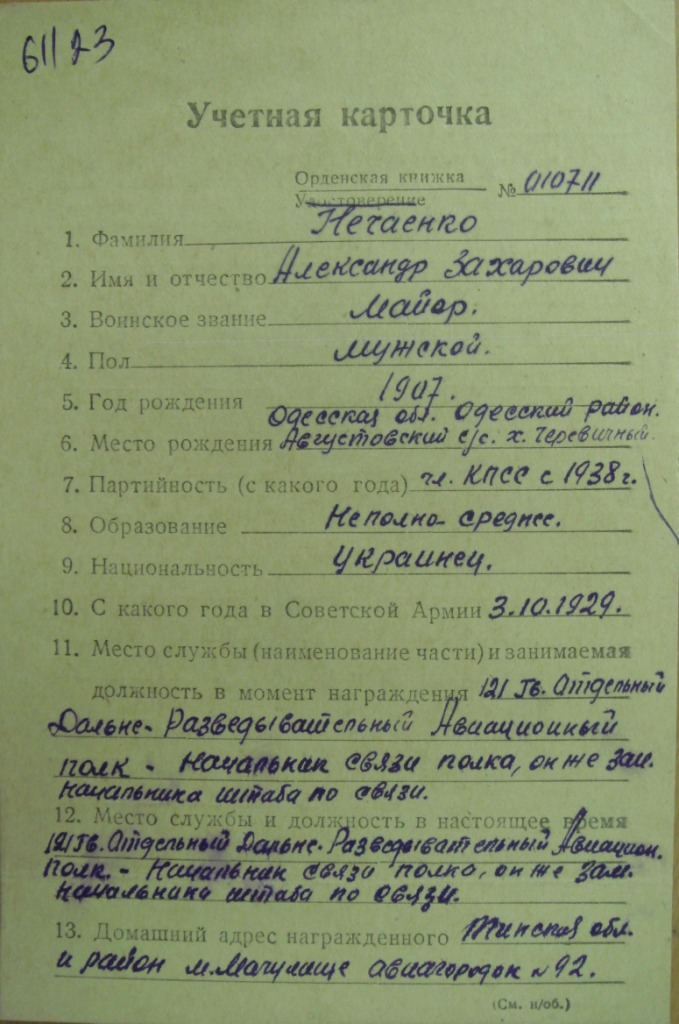 61123
Учетная карточка
Орденская книжка
Удостоверение № 010711
1. Фамилия Нечаенко
2. Имя и отчество Александр Захарович
3. Воинское звание Майор.
4. Пол мужской.
5. Год рождения 1907.
Одесская обл. Одесский район.
6. Место рождения Августовский с/с. х. Черевичный.
7. Партийность (с какого года) чл. КПСС с 1938 г.
8. Образование Неполно-среднее.
9. Национальность Украинец.
10. С какого года в Советской Армии 3.10.1929.
11. Место службы (наименование части) и занимаемая
должность в момент награждения 121 Гв. Отдельный
Дальне-Разведывательный Авиационный
полк - Начальник связи полка, он же зам.
начальника штаба по связи.
12. Место службы и должность в настоящее время
121 Гв. Отдельный Дальне-Разведывательный Авиацион.
полк. - Начальник связи полка, он же зам.
начальника штаба по связи.
13. Домашний адрес награжденного Минская обл.
и район м. Мачулище авиагородок № 92.
(См. н/об.)